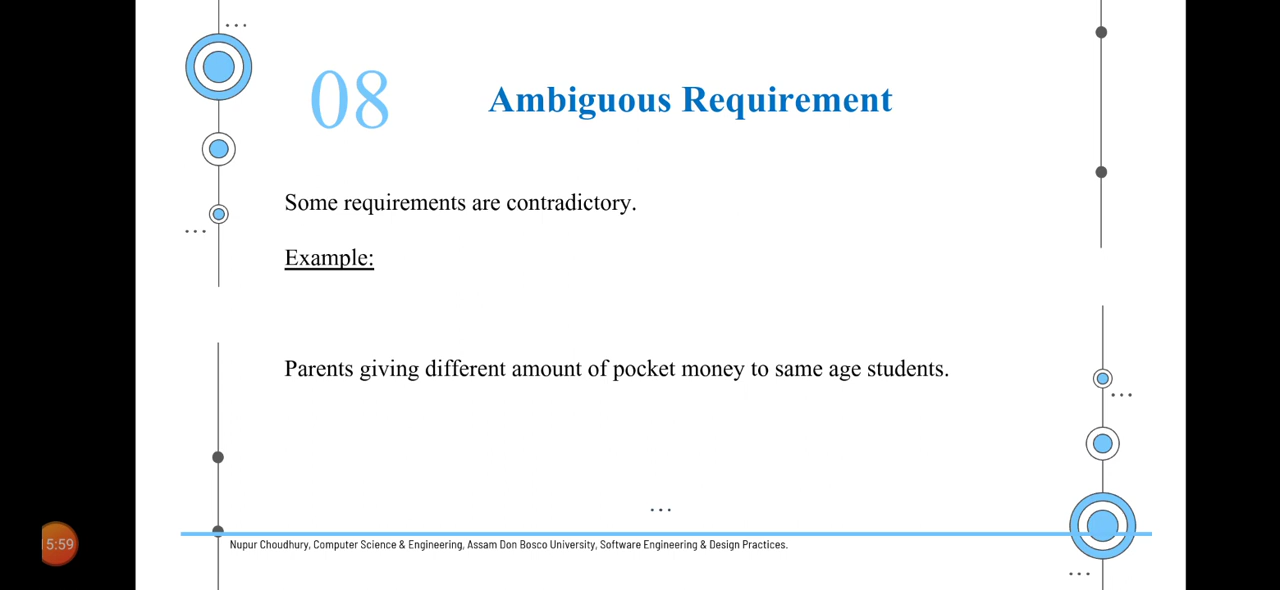 08
Ambiguous Requirement
Some requirements are contradictory.
Example:
Parents giving different amount of pocket money to same age students.
Nupur Choudhury, Computer Science & Engineering, Assam Don Bosco University, Software Engineering & Design Practices.
5:59